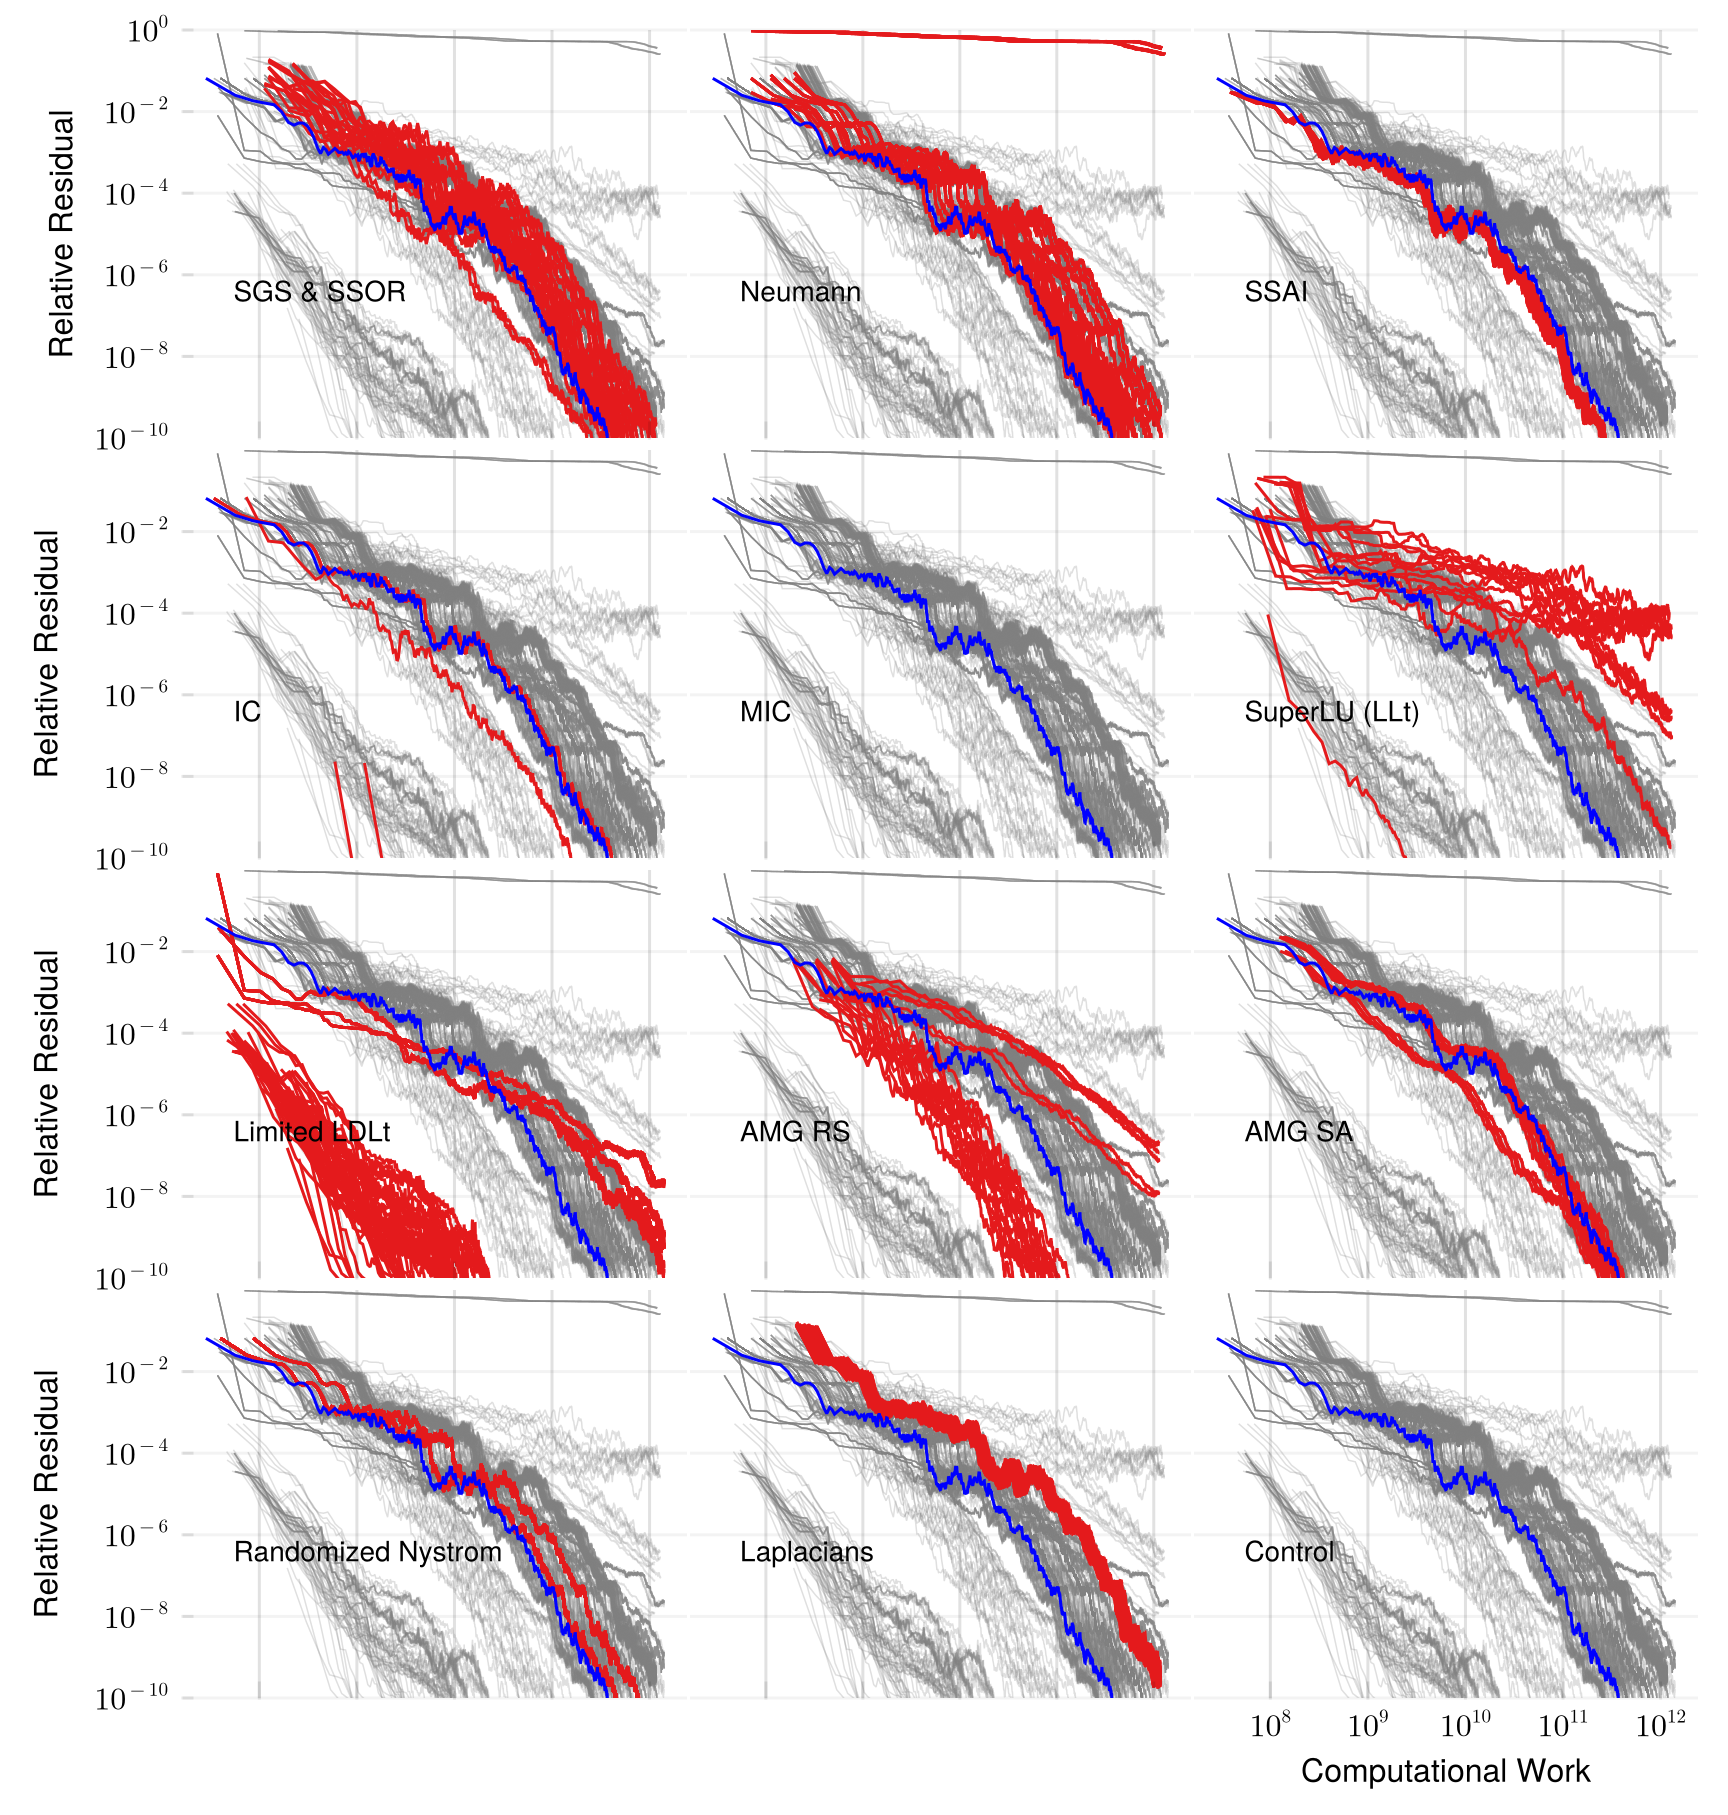 10^0
10^−2
10^−4
10^−6
10^−8
10^−10
Relative Residual
SGS & SSOR
Neumann
SSAI
10^−2
10^−4
10^−6
10^−8
10^−10
Relative Residual
IC
MIC
SuperLU (LLt)
10^−2
10^−4
10^−6
10^−8
10^−10
Relative Residual
Limited LDLt
AMG RS
AMG SA
10^−2
10^−4
10^−6
10^−8
10^−10
Relative Residual
Randomized Nystrom
Laplacians
Control
10^8 10^9 10^10 10^11 10^12
Computational Work